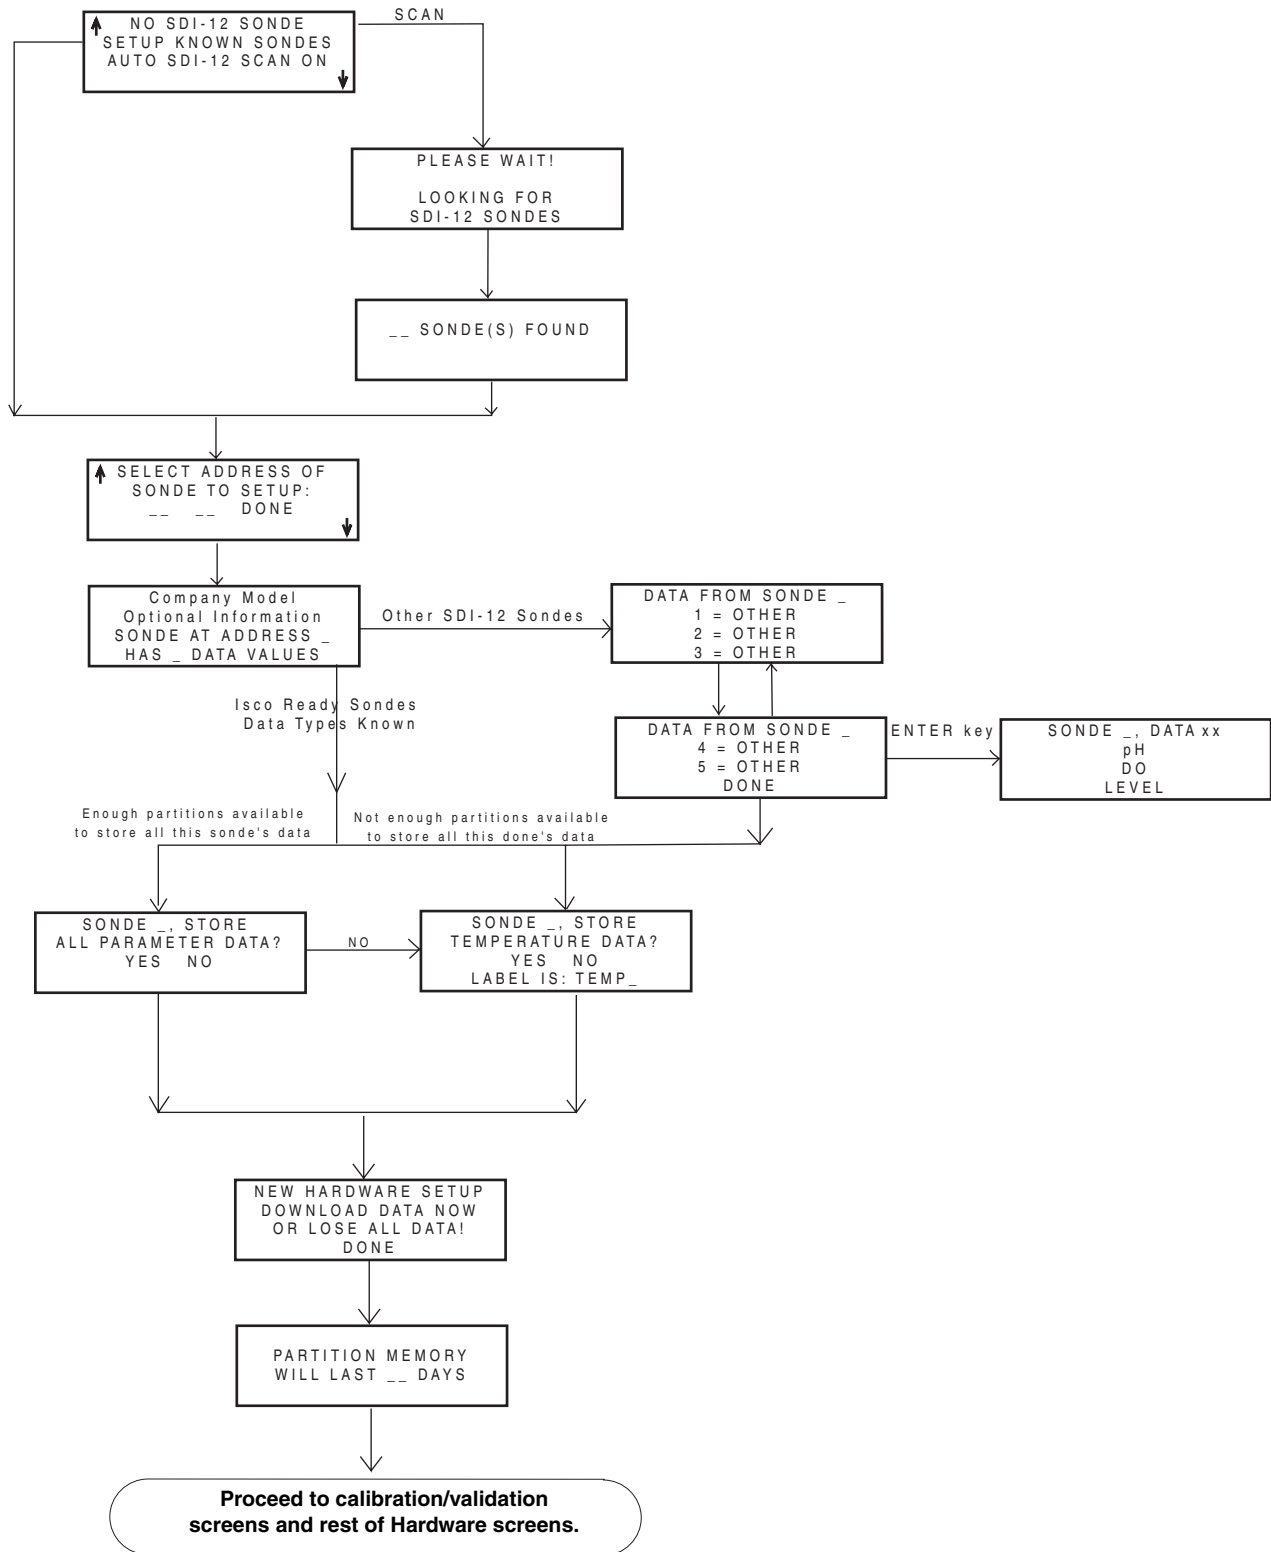 NO SDI-12 SONDE
SETUP KNOWN SONDES
AUTO SDI-12 SCAN ON
SCAN
PLEASE WAIT!
LOOKING FOR
SDI-12 SONDES
__ SONDE(S) FOUND
SELECT ADDRESS OF
SONDE TO SETUP:
__ __ DONE
Company Model
Optional Information
SONDE AT ADDRESS _
HAS _ DATA VALUES
Other SDI-12 Sondes
DATA FROM SONDE _
1 = OTHER
2 = OTHER
3 = OTHER
Isco Ready Sondes
Data Types Known
DATA FROM SONDE _
4 = OTHER
5 = OTHER
DONE
ENTER key
SONDE _, DATA xx
pH
DO
LEVEL
Enough partitions available
to store all this sonde's data
Not enough partitions available
to store all this done's data
SONDE _, STORE
ALL PARAMETER DATA?
YES NO
NO
SONDE _, STORE
TEMPERATURE DATA?
YES NO
LABEL IS: TEMP_
NEW HARDWARE SETUP
DOWNLOAD DATA NOW
OR LOSE ALL DATA!
DONE
PARTITION MEMORY
WILL LAST __ DAYS
Proceed to calibration/validation
screens and rest of Hardware screens.